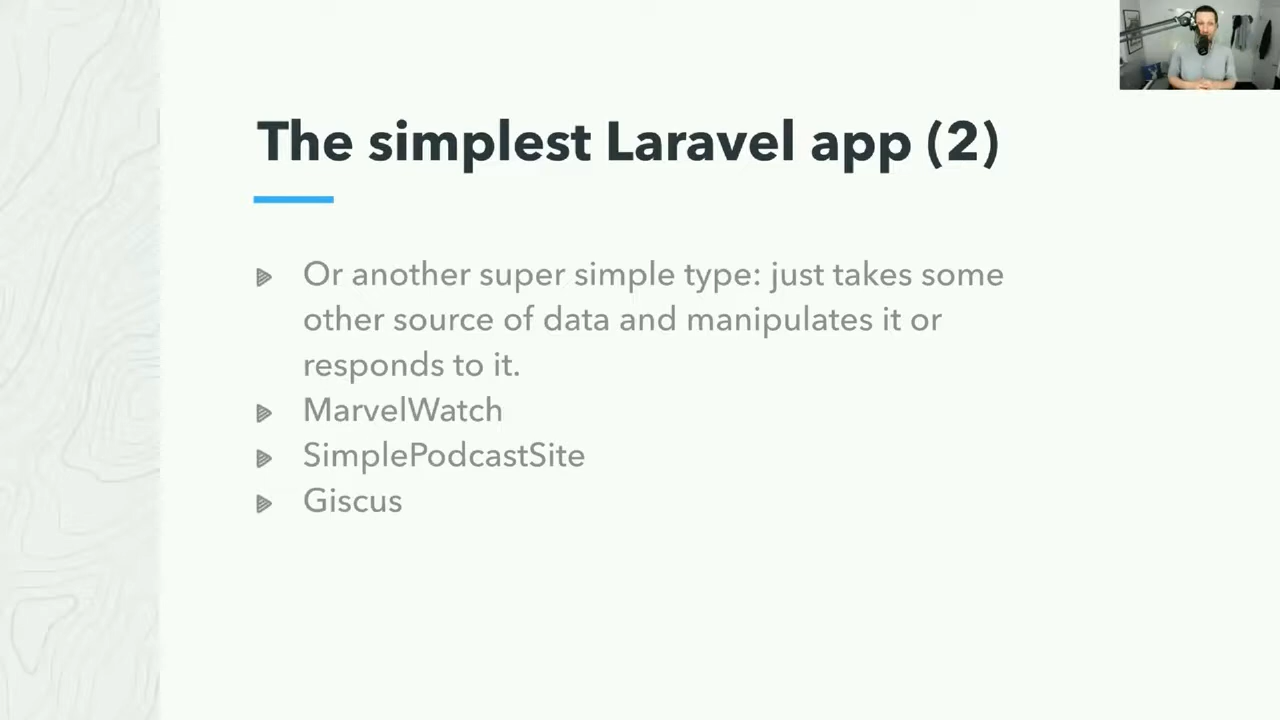 The simplest Laravel app (2)
Or another super simple type: just takes some
other source of data and manipulates it or
responds to it.
MarvelWatch
SimplePodcastSite
Giscus